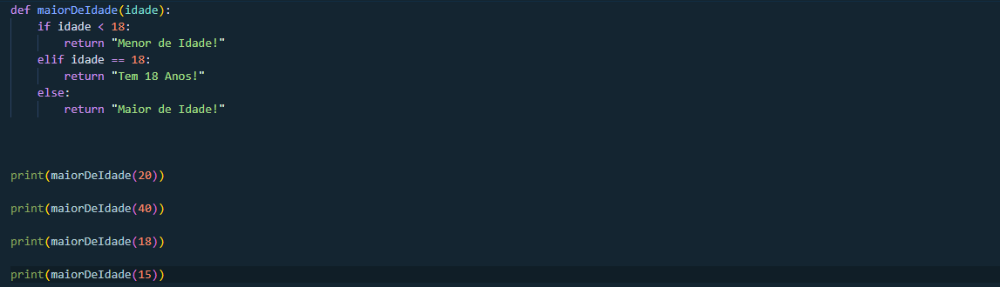 def maiorDeIdade(idade):
    if idade < 18:
        return "Menor de Idade!"
    elif idade == 18:
        return "Tem 18 Anos!"
    else:
        return "Maior de Idade!"
print(maiorDeIdade(20))
print(maiorDeIdade(40))
print(maiorDeIdade(18))
print(maiorDeIdade(15))